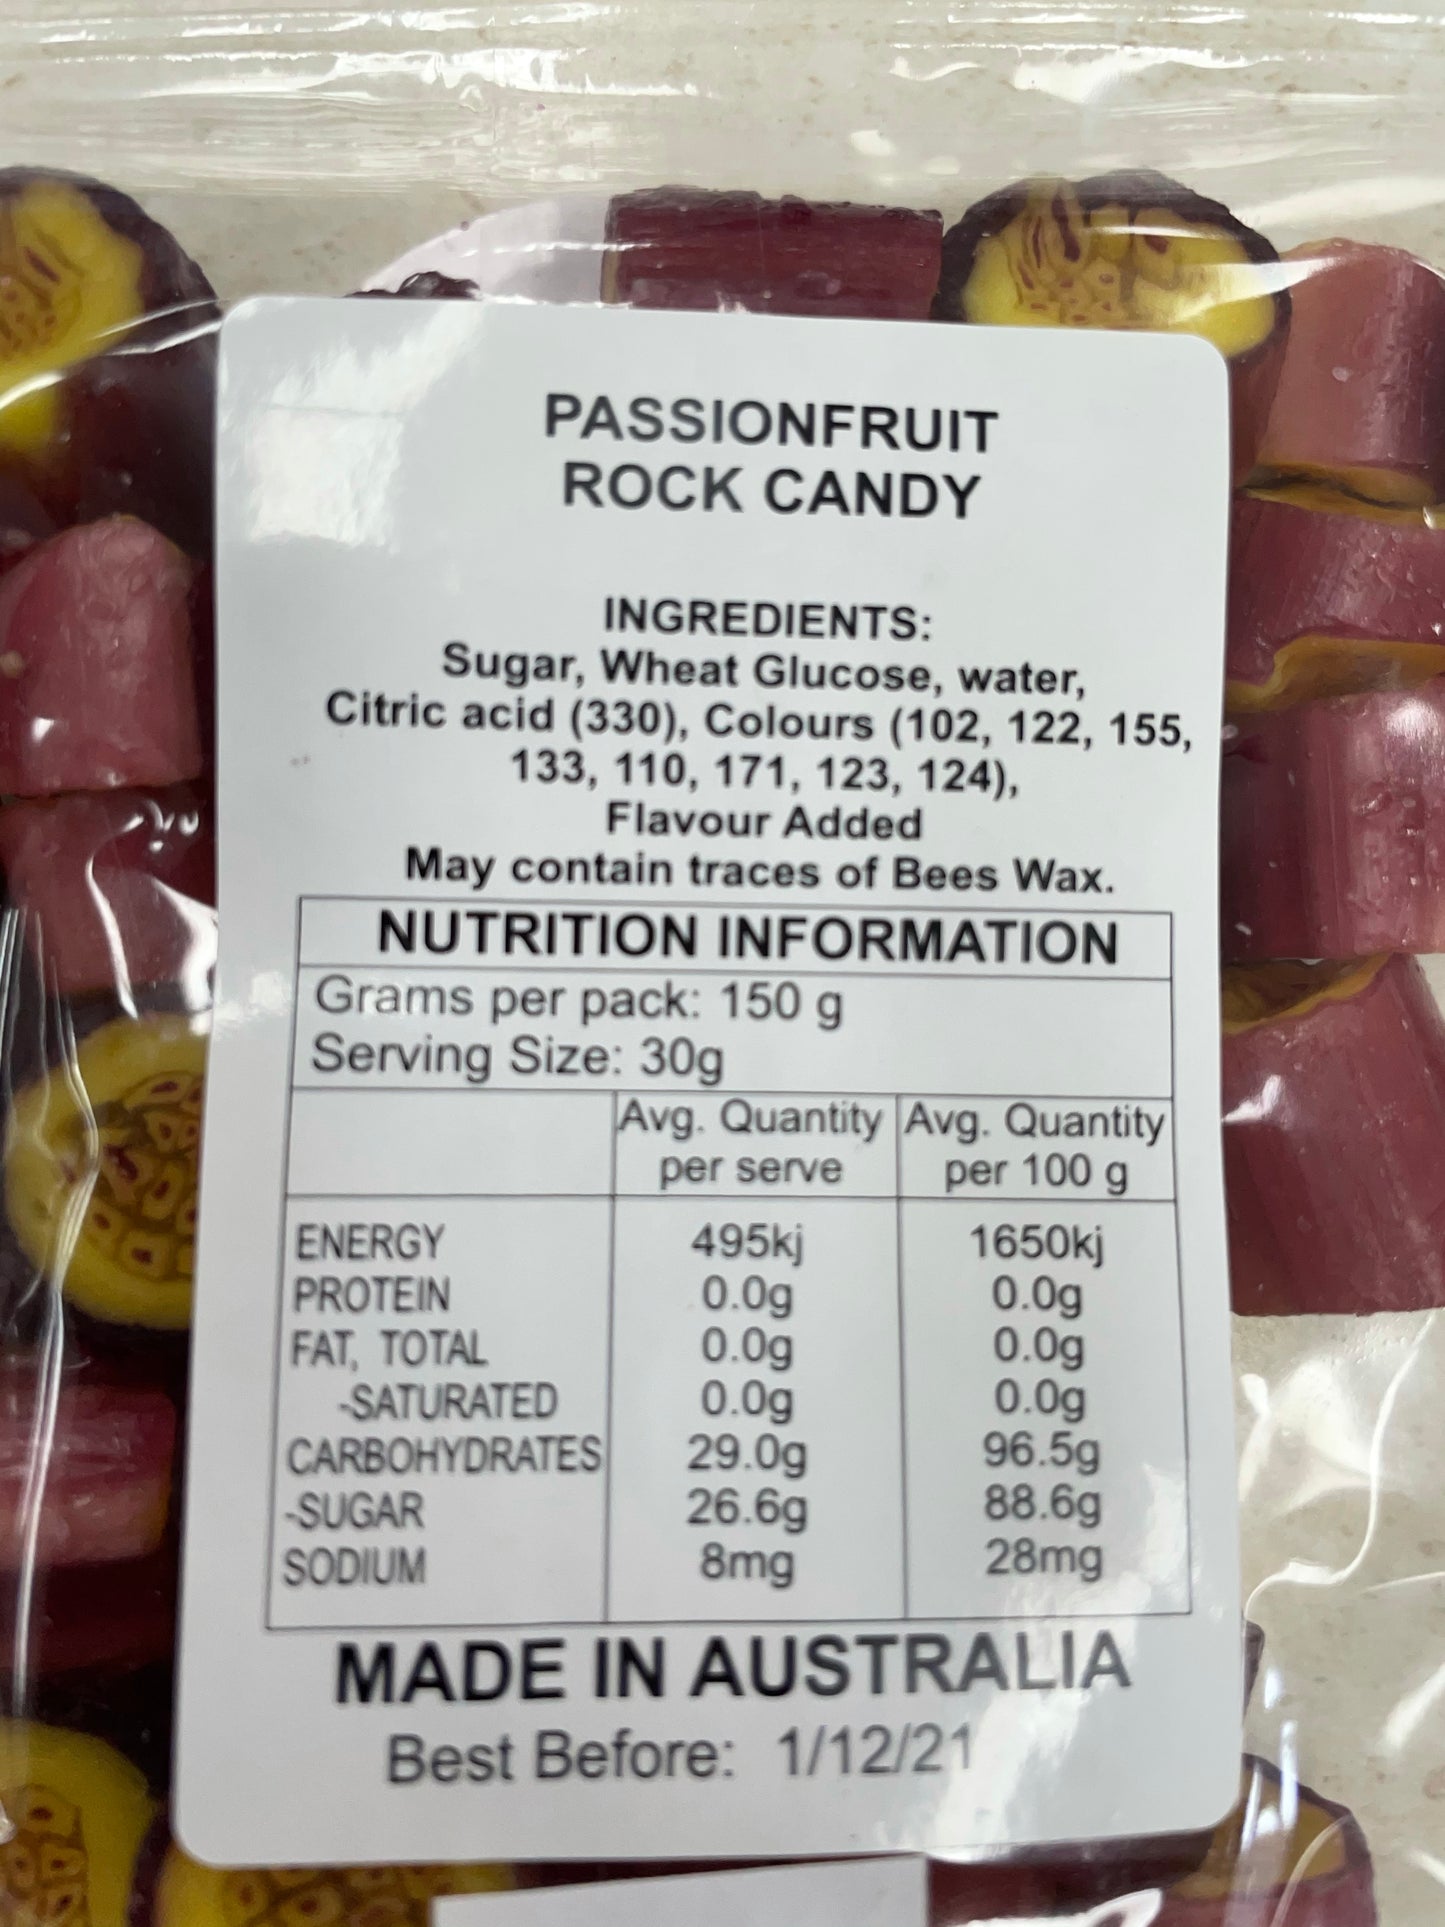 PASSIONFRUIT
ROCK CANDY
INGREDIENTS:
Sugar, Wheat Glucose, water,
Citric acid (330), Colours (102, 122, 155,
133, 110, 171, 123, 124),
Flavour Added
May contain traces of Bees Wax.
NUTRITION INFORMATION
Grams per pack: 150 g
Serving Size: 30g
Avg. Quantity Avg. Quantity
per serve per 100 g
ENERGY 495kj 1650kj
PROTEIN 0.0g 0.0g
FAT, TOTAL 0.0g 0.0g
-SATURATED 0.0g 0.0g
CARBOHYDRATES 29.0g 96.5g
-SUGAR 26.6g 88.6g
SODIUM 8mg 28mg
MADE IN AUSTRALIA
Best Before: 1/12/21